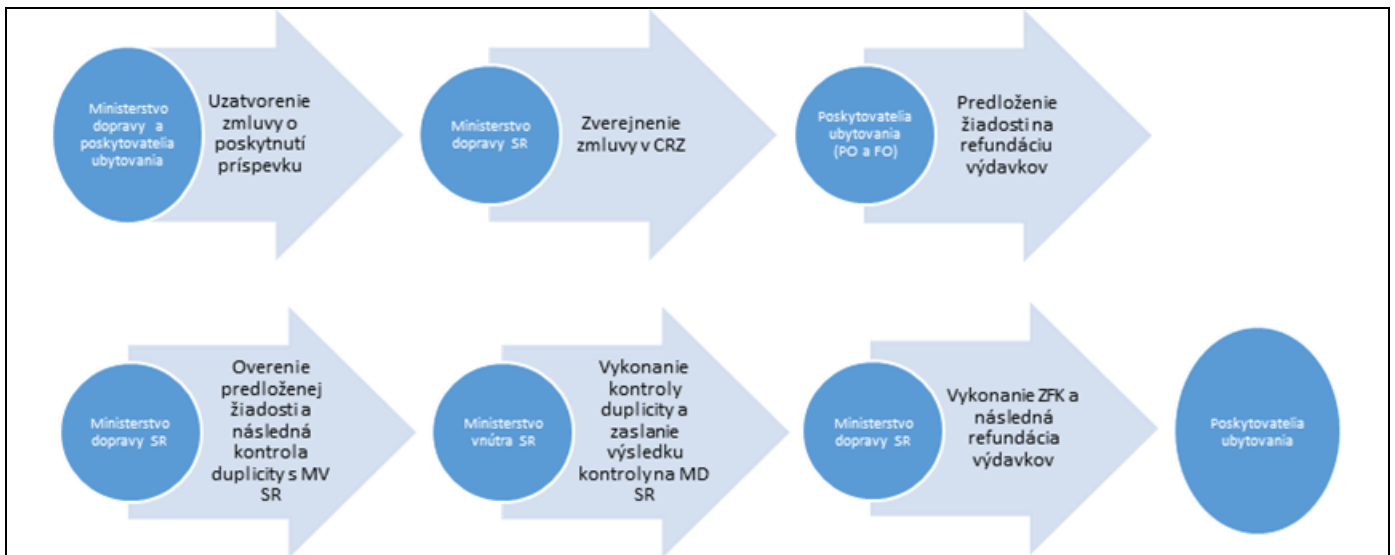 Ministerstvo
dopravy a
poskytovatelia
ubytovania
Uzatvorenie
zmluvy o
poskytnutí
príspevku
Ministerstvo
dopravy SR
Zverejnenie
zmluvy v CRZ
Poskytovatelia
ubytovania
(PO a FO)
Predloženie
žiadosti na
refundáciu
výdavkov
Ministerstvo
dopravy SR
Overenie
predloženej
žiadosti a
následná
kontrola
duplicity s MV
SR
Ministerstvo
vnútra SR
Vykonanie
kontroly
duplicity a
zaslanie
výsledku
kontroly na MD
SR
Ministerstvo
dopravy SR
Vykonanie ZFK a
následná
refundácia
výdavkov
Poskytovatelia
ubytovania